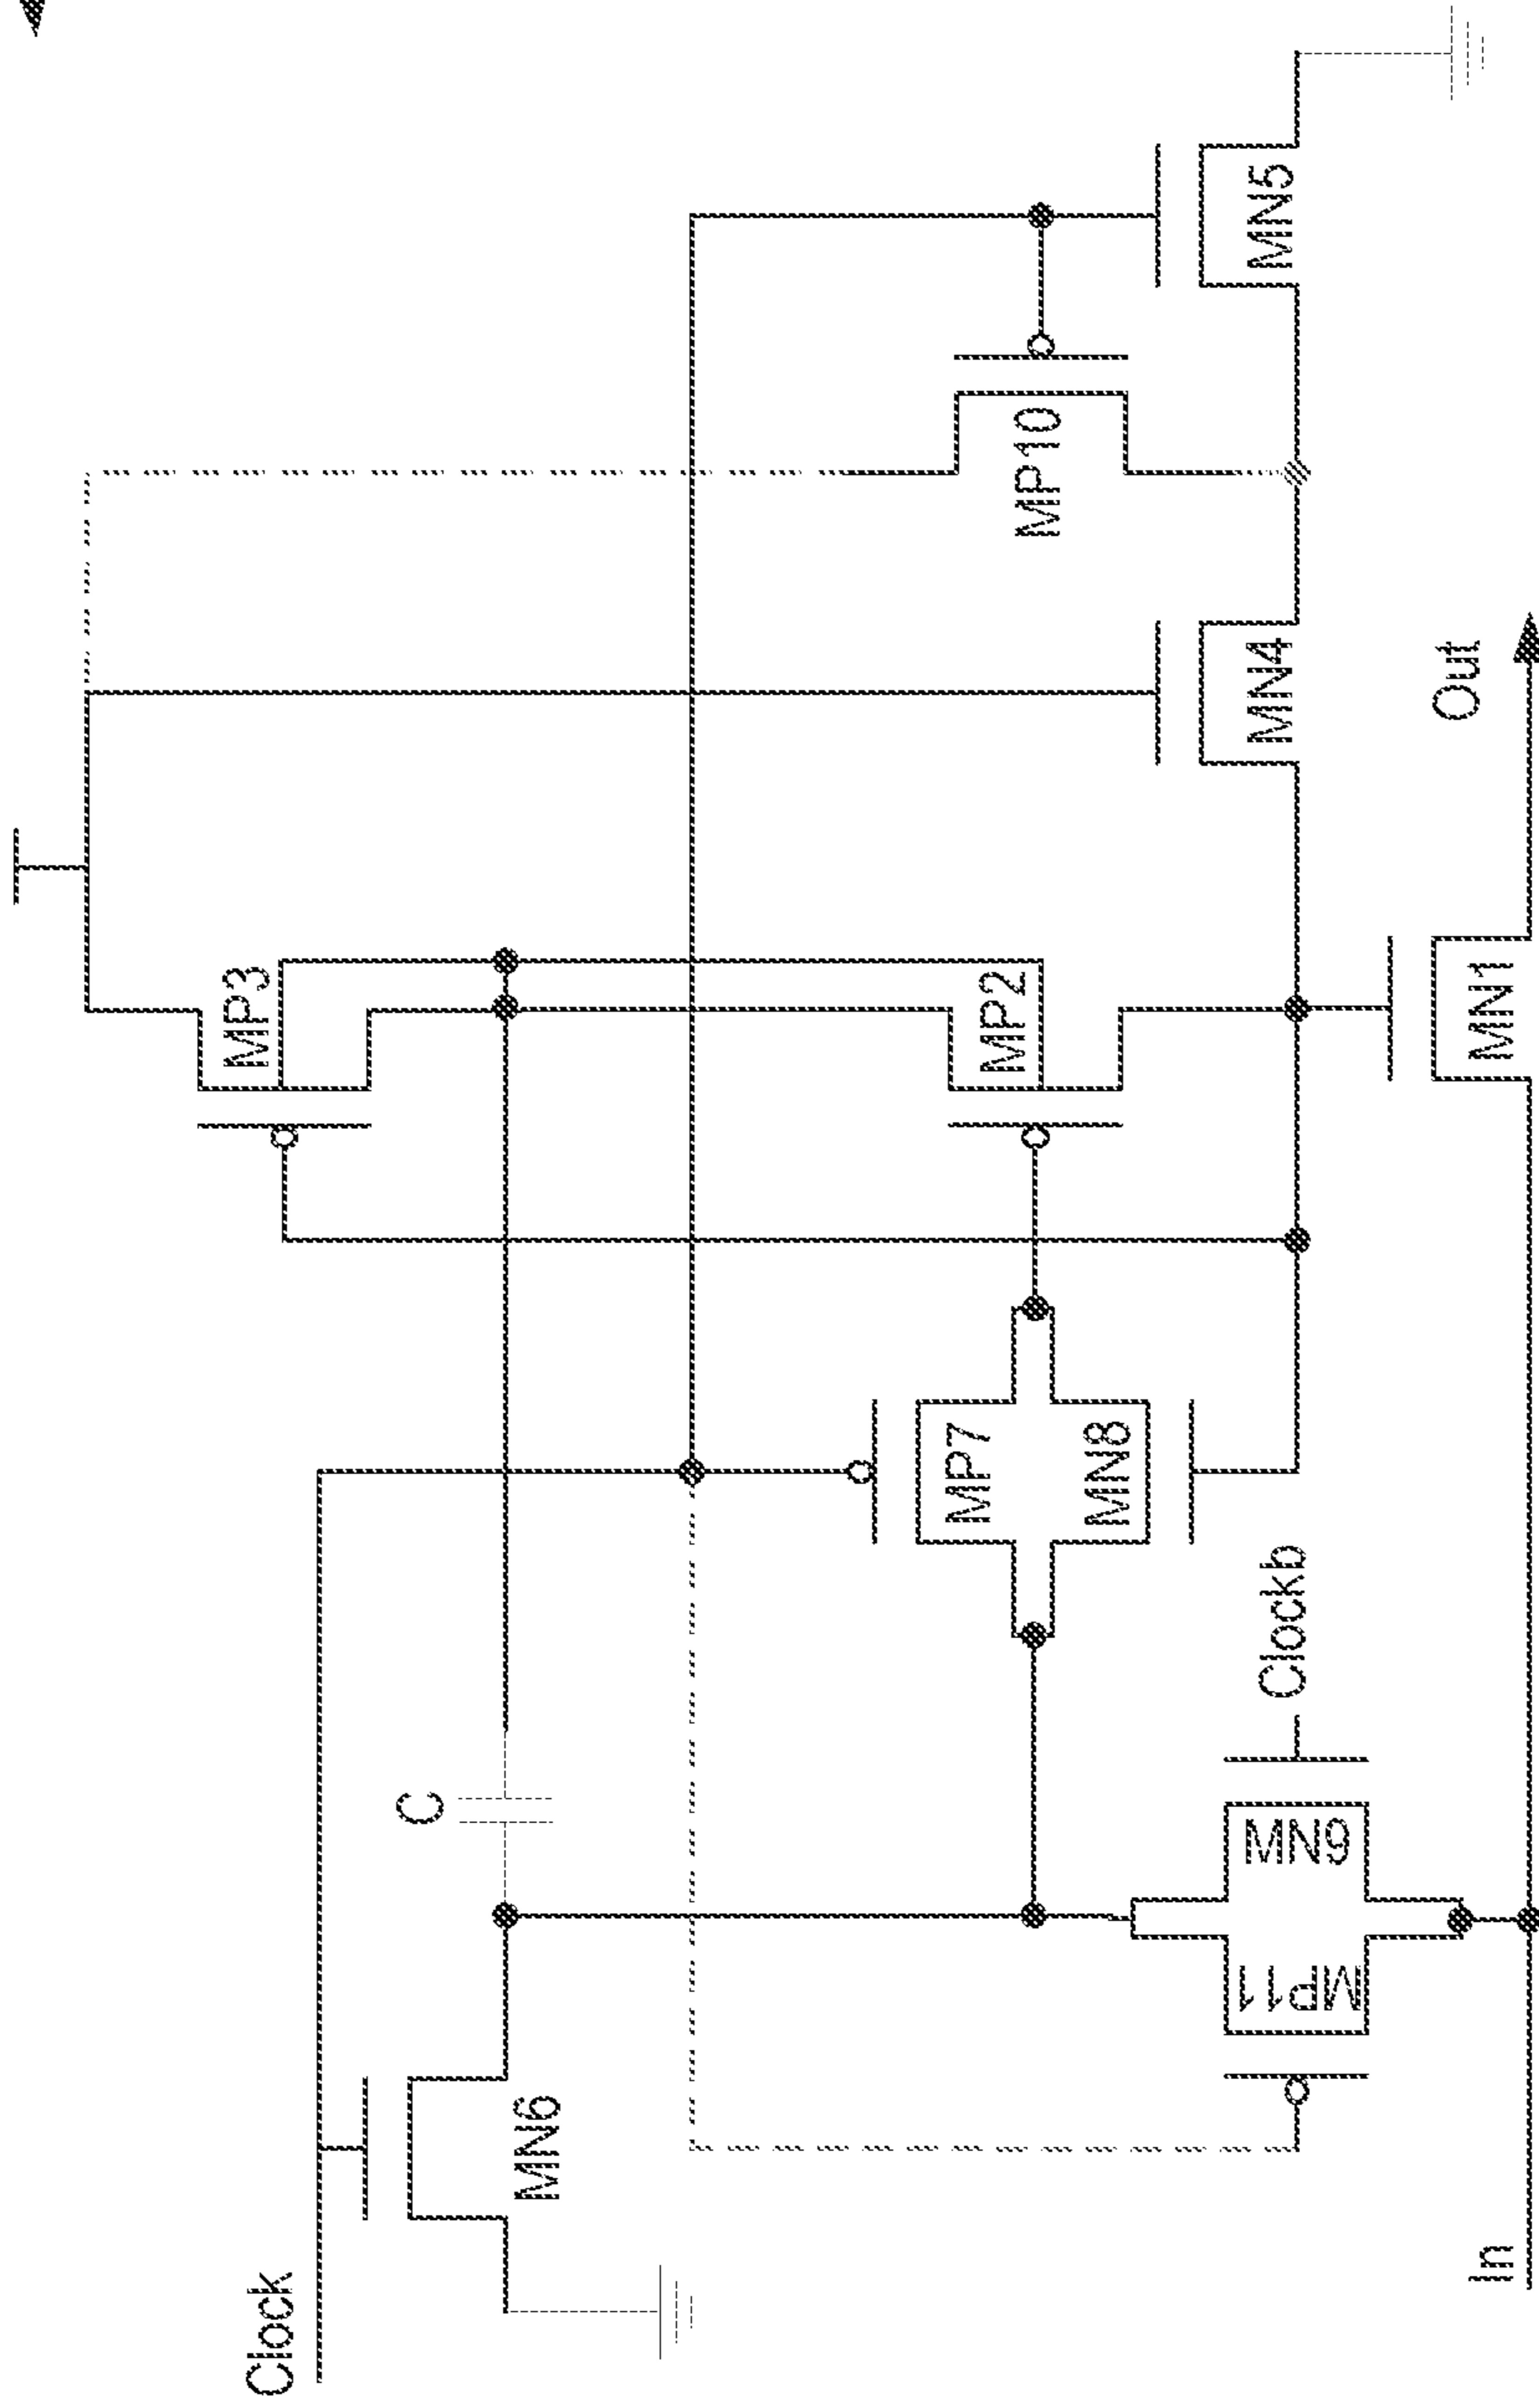 Clock
MN6
C
MP3
MP2
MP7
MN8
MP11
MN9
Clockb
MP10
MN4
MN5
MN1
In
Out